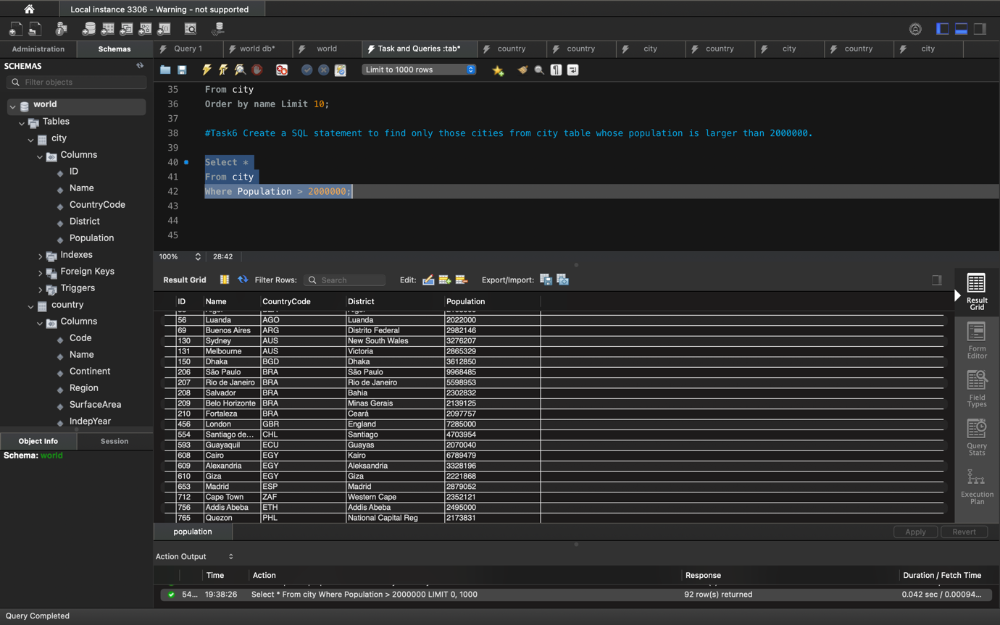 Local instance 3306 - Warning - not supported
Administration
Schemas
Query 1
world db*
world
Task and Queries :tab*
country
country
city
country
city
country
city
SCHEMAS
Filter objects
world
Tables
city
Columns
ID
Name
CountryCode
District
Population
Indexes
Foreign Keys
Triggers
country
Columns
Code
Name
Continent
Region
SurfaceArea
IndepYear
Object Info
Session
Schema: world
Limit to 1000 rows
35 From city
36 Order by name Limit 10;
37
38 #Task6 Create a SQL statement to find only those cities from city table whose population is larger than 2000000.
39
40 Select *
41 From city
42 Where Population > 2000000;
43
44
45
100% 28:42
Result Grid Filter Rows: Search Edit: Export/Import:
ID Name CountryCode District Population
56 Luanda AGO Luanda 2022000
69 Buenos Aires ARG Distrito Federal 2982146
130 Sydney AUS New South Wales 3276207
131 Melbourne AUS Victoria 2865329
150 Dhaka BGD Dhaka 3612850
206 São Paulo BRA São Paulo 9968485
207 Rio de Janeiro BRA Rio de Janeiro 5598953
208 Salvador BRA Bahia 2302832
209 Belo Horizonte BRA Minas Gerais 2139125
210 Fortaleza BRA Ceará 2097757
456 London GBR England 7285000
554 Santiago de... CHL Santiago 4703954
593 Guayaquil ECU Guayas 2070040
608 Cairo EGY Kairo 6789479
609 Alexandria EGY Aleksandria 3328196
610 Giza EGY Giza 2221868
653 Madrid ESP Madrid 2879052
712 Cape Town ZAF Western Cape 2352121
756 Addis Abeba ETH Addis Abeba 2495000
765 Quezon PHL National Capital Reg 2173831
Result
Grid
Form
Editor
Field
Types
Query
Stats
Execution
Plan
population
Apply Revert
Action Output
Time Action Response Duration / Fetch Time
54... 19:38:26 Select * From city Where Population > 2000000 LIMIT 0, 1000 92 row(s) returned 0.042 sec / 0.00094...
Query Completed